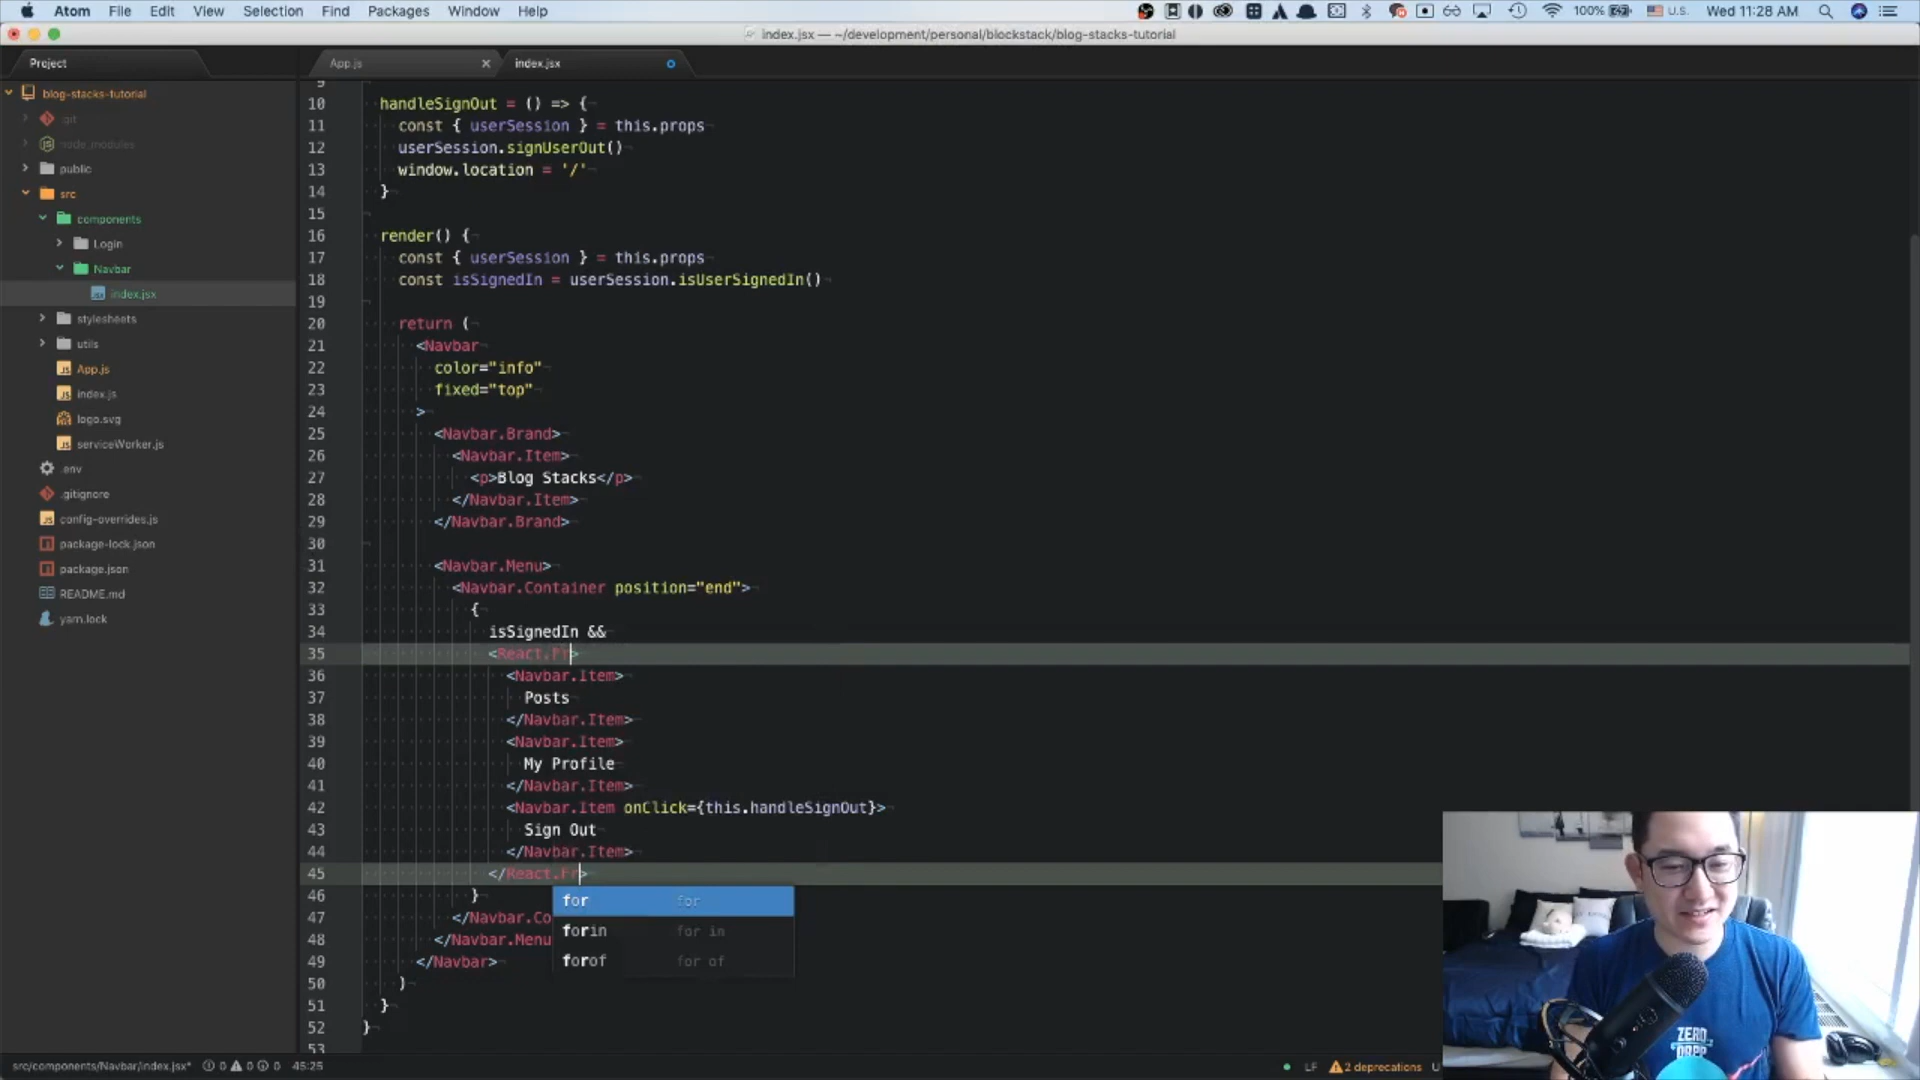 Atom File Edit View Selection Find Packages Window Help 100% U.S. Wed 11:28 AM
index.jsx — ~/development/personal/blockstack/blog-stacks-tutorial
Project App.js index.jsx
blog-stacks-tutorial
.git
node_modules
public
src
components
Login
Navbar
index.jsx
stylesheets
utils
App.js
index.js
logo.svg
serviceWorker.js
.env
.gitignore
config-overrides.js
package-lock.json
package.json
README.md
yarn.lock
9
10 handleSignOut = () => {
11 const { userSession } = this.props
12 userSession.signUserOut()
13 window.location = '/'
14 }
15
16 render() {
17 const { userSession } = this.props
18 const isSignedIn = userSession.isUserSignedIn()
19
20 return (
21 <Navbar
22 color="info"
23 fixed="top"
24 >
25 <Navbar.Brand>
26 <Navbar.Item>
27 <p>Blog Stacks</p>
28 </Navbar.Item>
29 </Navbar.Brand>
30
31 <Navbar.Menu>
32 <Navbar.Container position="end">
33 {
34 isSignedIn &&
35 <React.Fr>
36 <Navbar.Item>
37 Posts
38 </Navbar.Item>
39 <Navbar.Item>
40 My Profile
41 </Navbar.Item>
42 <Navbar.Item onClick={this.handleSignOut}>
43 Sign Out
44 </Navbar.Item>
45 </React.Fr>
46 }
47 </Navbar.Co
48 </Navbar.Menu
49 </Navbar>
50 )
51 }
52 }
53
for for
forin for in
forof for of
ZERO
src/components/Navbar/index.jsx* 0 0 0 45:25 LF 2 deprecations U